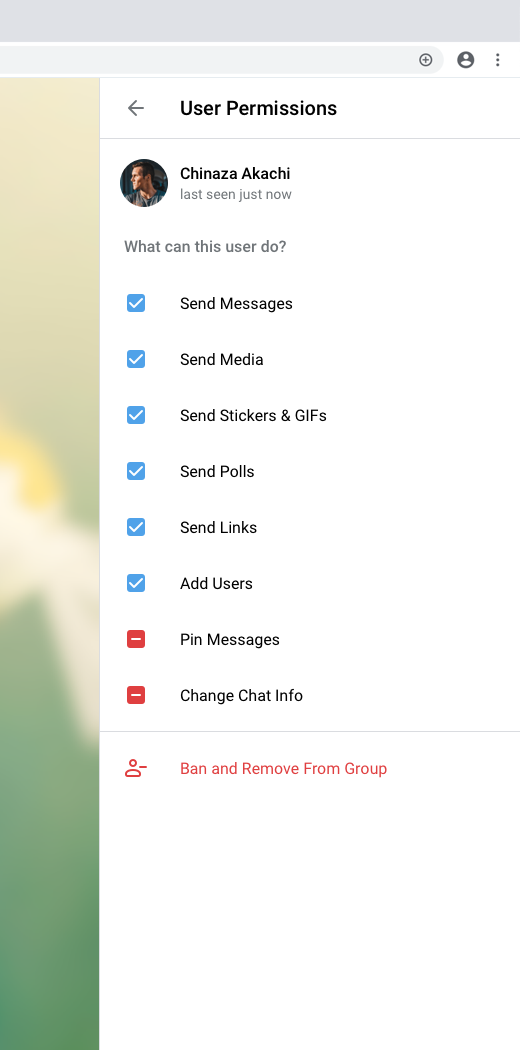 User Permissions
Chinaza Akachi
last seen just now
What can this user do?
Send Messages
Send Media
Send Stickers & GIFs
Send Polls
Send Links
Add Users
Pin Messages
Change Chat Info
Ban and Remove From Group